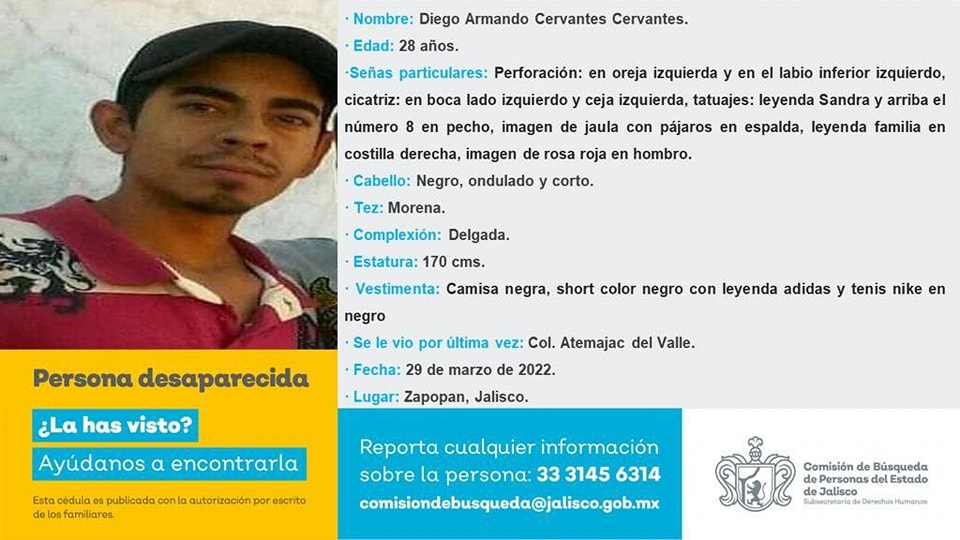 · Nombre: Diego Armando Cervantes Cervantes.
· Edad: 28 años.
·Señas particulares: Perforación: en oreja izquierda y en el labio inferior izquierdo,
cicatriz: en boca lado izquierdo y ceja izquierda, tatuajes: leyenda Sandra y arriba el
número 8 en pecho, imagen de jaula con pájaros en espalda, leyenda familia en
costilla derecha, imagen de rosa roja en hombro.
· Cabello: Negro, ondulado y corto.
· Tez: Morena.
· Complexión: Delgada.
· Estatura: 170 cms.
· Vestimenta: Camisa negra, short color negro con leyenda adidas y tenis nike en
negro
· Se le vio por última vez: Col. Atemajac del Valle.
· Fecha: 29 de marzo de 2022.
· Lugar: Zapopan, Jalisco.
Persona desaparecida
¿La has visto?
Ayúdanos a encontrarla
Esta cédula es publicada con la autorización por escrito
de los familiares.
Reporta cualquier información
sobre la persona: 33 3145 6314
comisiondebusqueda@jalisco.gob.mx
Comisión de Búsqueda
de Personas del Estado
de Jalisco
Subsecretaría de Derechos Humanos